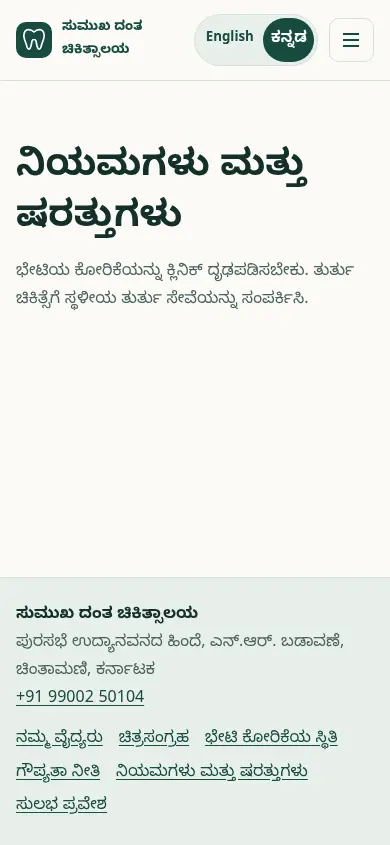 ಸುಮುಖ ದಂತ
ಚಿಕಿತ್ಸಾಲಯ
English ಕನ್ನಡ
ನಿಯಮಗಳು ಮತ್ತು
ಷರತ್ತುಗಳು
ಭೇಟಿಯ ಕೋರಿಕೆಯನ್ನು ಕ್ಲಿನಿಕ್ ದೃಢಪಡಿಸಬೇಕು. ತುರ್ತು
ಚಿಕಿತ್ಸೆಗೆ ಸ್ಥಳೀಯ ತುರ್ತು ಸೇವೆಯನ್ನು ಸಂಪರ್ಕಿಸಿ.
ಸುಮುಖ ದಂತ ಚಿಕಿತ್ಸಾಲಯ
ಪುರಸಭೆ ಉದ್ಯಾನವನದ ಹಿಂದೆ, ಎನ್.ಆರ್. ಬಡಾವಣೆ,
ಚಿಂತಾಮಣಿ, ಕರ್ನಾಟಕ
+91 99002 50104
ನಮ್ಮ ವೈದ್ಯರು ಚಿತ್ರಸಂಗ್ರಹ ಭೇಟಿ ಕೋರಿಕೆಯ ಸ್ಥಿತಿ
ಗೌಪ್ಯತಾ ನೀತಿ ನಿಯಮಗಳು ಮತ್ತು ಷರತ್ತುಗಳು
ಸುಲಭ ಪ್ರವೇಶ